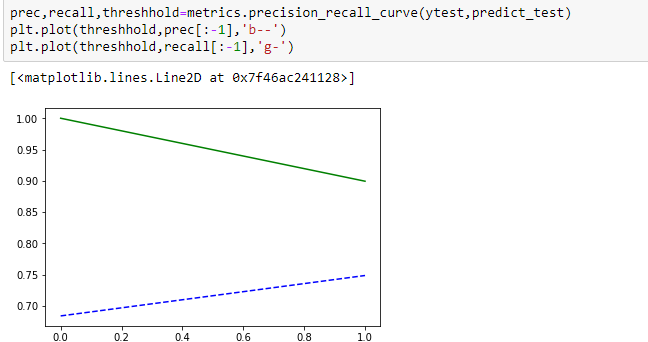 prec,recall,threshhold=metrics.precision_recall_curve(ytest,predict_test)
plt.plot(threshhold,prec[:-1],'b--')
plt.plot(threshhold,recall[:-1],'g-')
[<matplotlib.lines.Line2D at 0x7f46ac241128>]
1.00
0.95
0.90
0.85
0.80
0.75
0.70
0.0 0.2 0.4 0.6 0.8 1.0